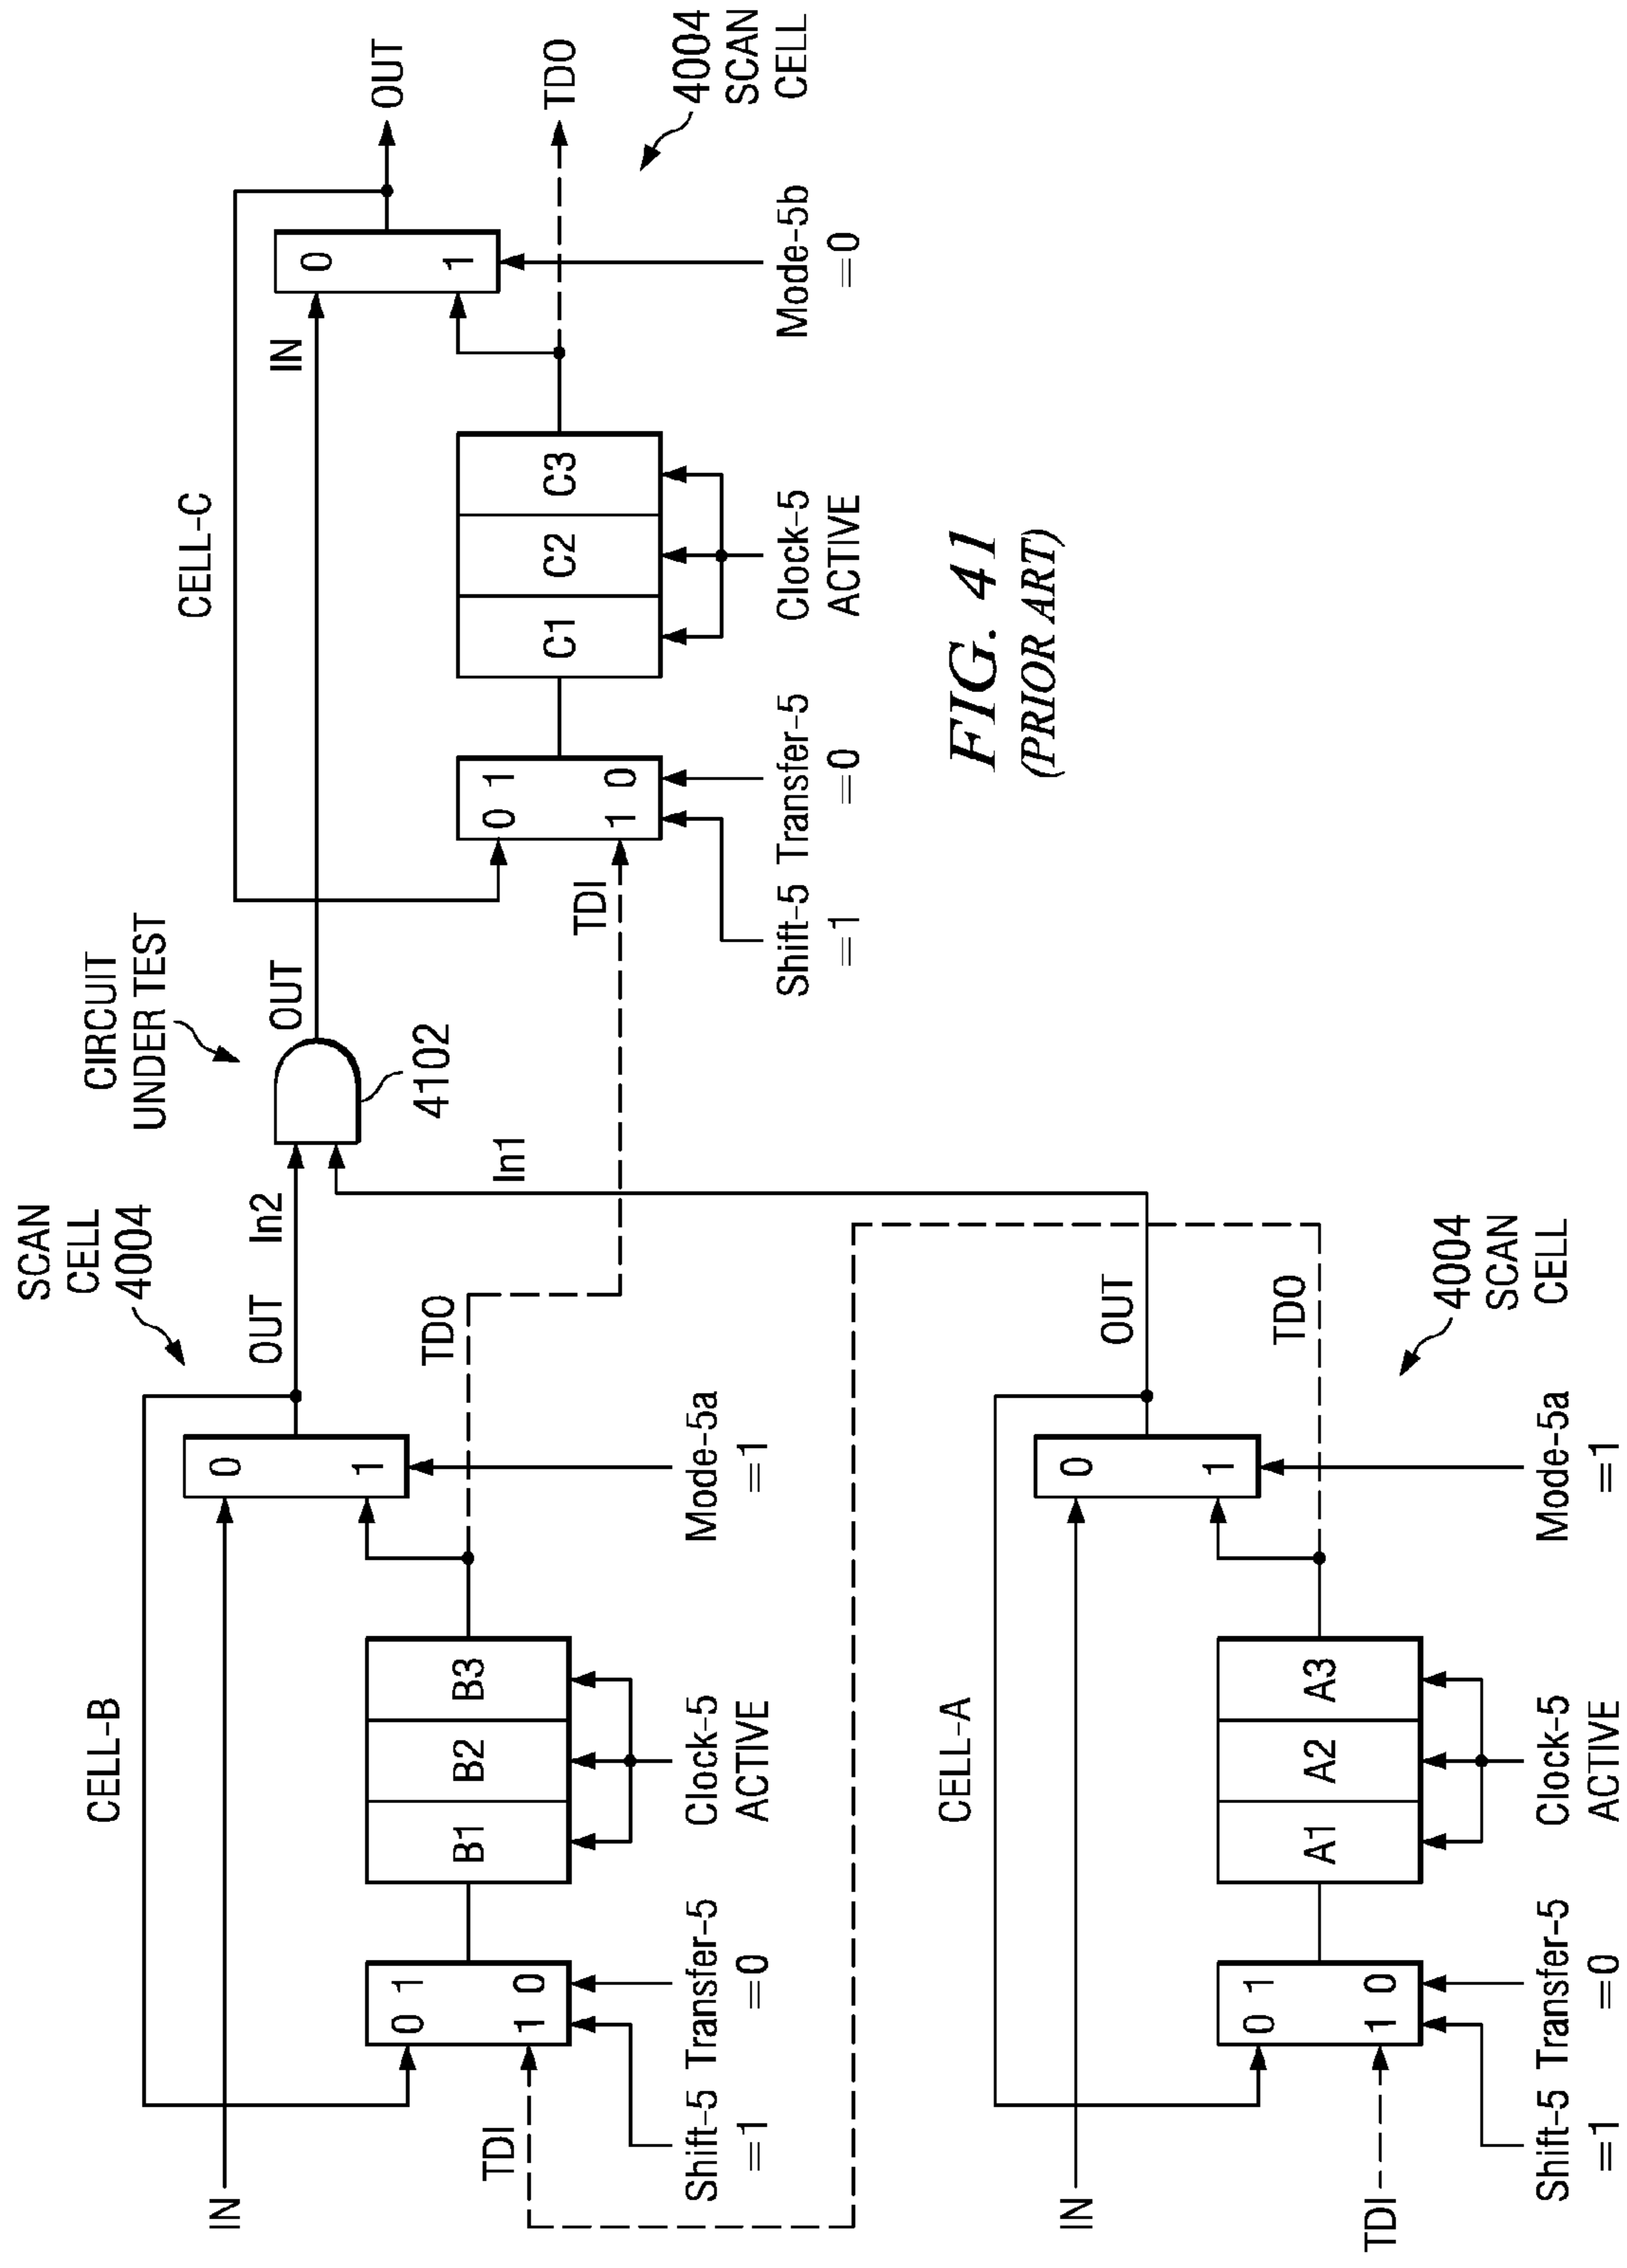 SCAN
CELL
4004
CIRCUIT
UNDER TEST
CELL-B
OUT
In2
OUT
CELL-C
IN
0
1
OUT
IN
0
1
4102
In1
TDO
TDI
0 1
1 0
B1 B2 B3
TDI
0 1
1 0
C1 C2 C3
TDO
Shift-5
=1
Transfer-5
=0
Clock-5
ACTIVE
Mode-5a
=1
Shift-5
=1
Transfer-5
=0
Clock-5
ACTIVE
Mode-5b
=0
4004
SCAN
CELL
CELL-A
OUT
IN
0
1
TDO
TDI
0 1
1 0
A1 A2 A3
4004
SCAN
CELL
Shift-5
=1
Transfer-5
=0
Clock-5
ACTIVE
Mode-5a
=1
FIG. 41
(PRIOR ART)